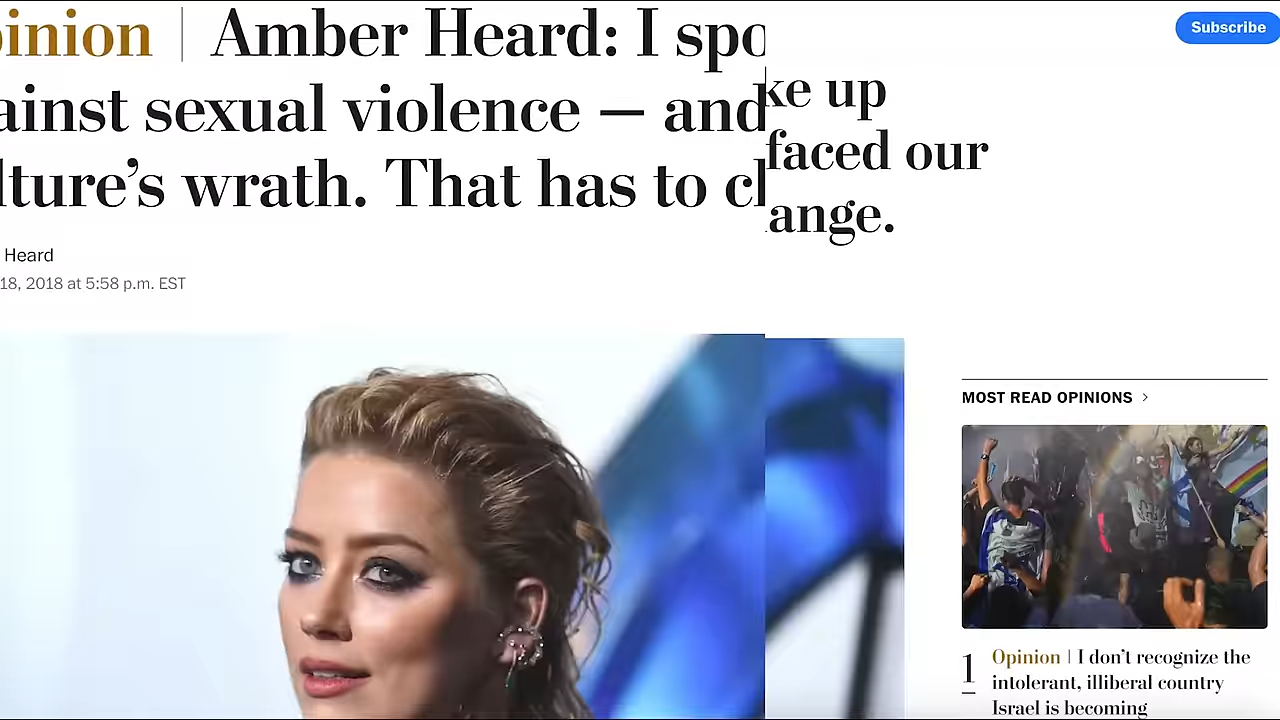 pinion | Amber Heard: I spo
ke up
ainst sexual violence — and
faced our
lture’s wrath. That has to ch
ange.
Heard
18, 2018 at 5:58 p.m. EST
Subscribe
MOST READ OPINIONS >
1
Opinion | I don’t recognize the
intolerant, illiberal country
Israel is becoming